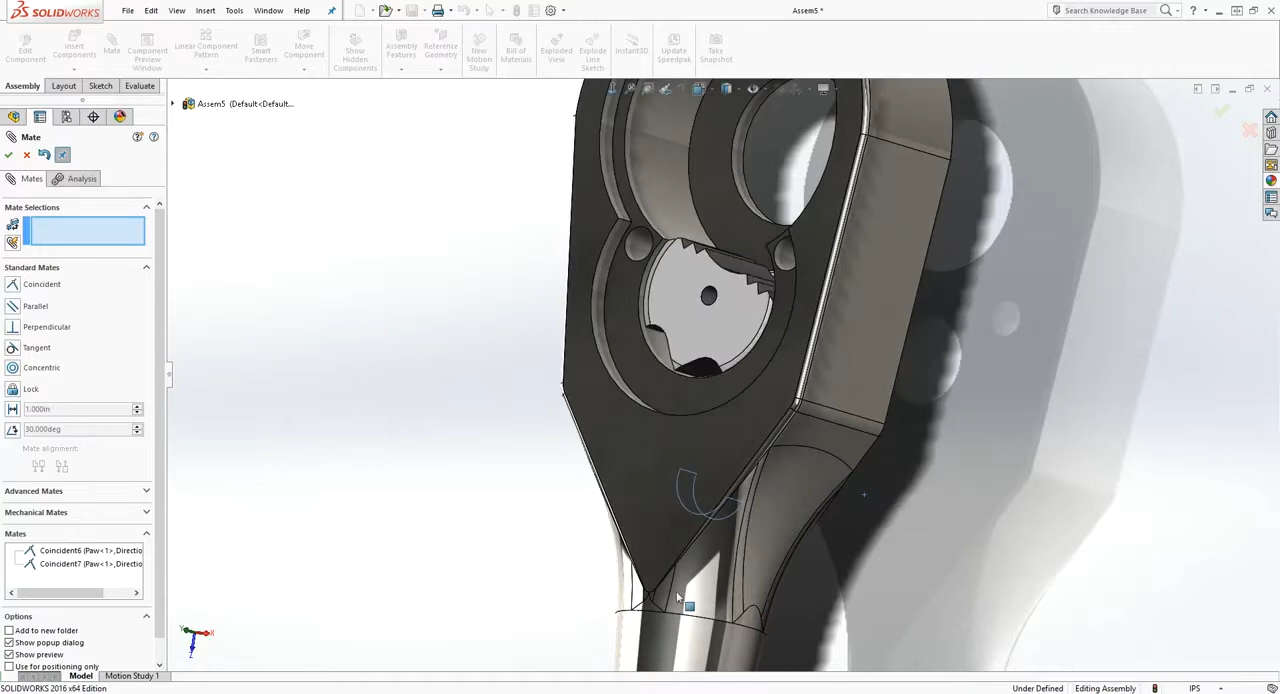 SOLIDWORKS File Edit View Insert Tools Window Help Assem5 * Search Knowledge Base
Edit Component
Insert Components
Mate
Component Preview Window
Linear Component Pattern
Smart Fasteners
Move Component
Show Hidden Components
Assembly Features
Reference Geometry
New Motion Study
Bill of Materials
Exploded View
Explode Line Sketch
Instant3D
Update Speedpak
Take Snapshot
Assembly Layout Sketch Evaluate
Assem5 (Default<Default...
Mate
Mates Analysis
Mate Selections
Standard Mates
Coincident
Parallel
Perpendicular
Tangent
Concentric
Lock
1.000in
30.000deg
Mate alignment:
Advanced Mates
Mechanical Mates
Mates
Coincident6 (Paw<1>,Directio
Coincident7 (Paw<1>,Directio
Options
Add to new folder
Show popup dialog
Show preview
Use for positioning only
Y X Z
Model Motion Study 1
SOLIDWORKS 2016 x64 Edition Under Defined Editing Assembly IPS